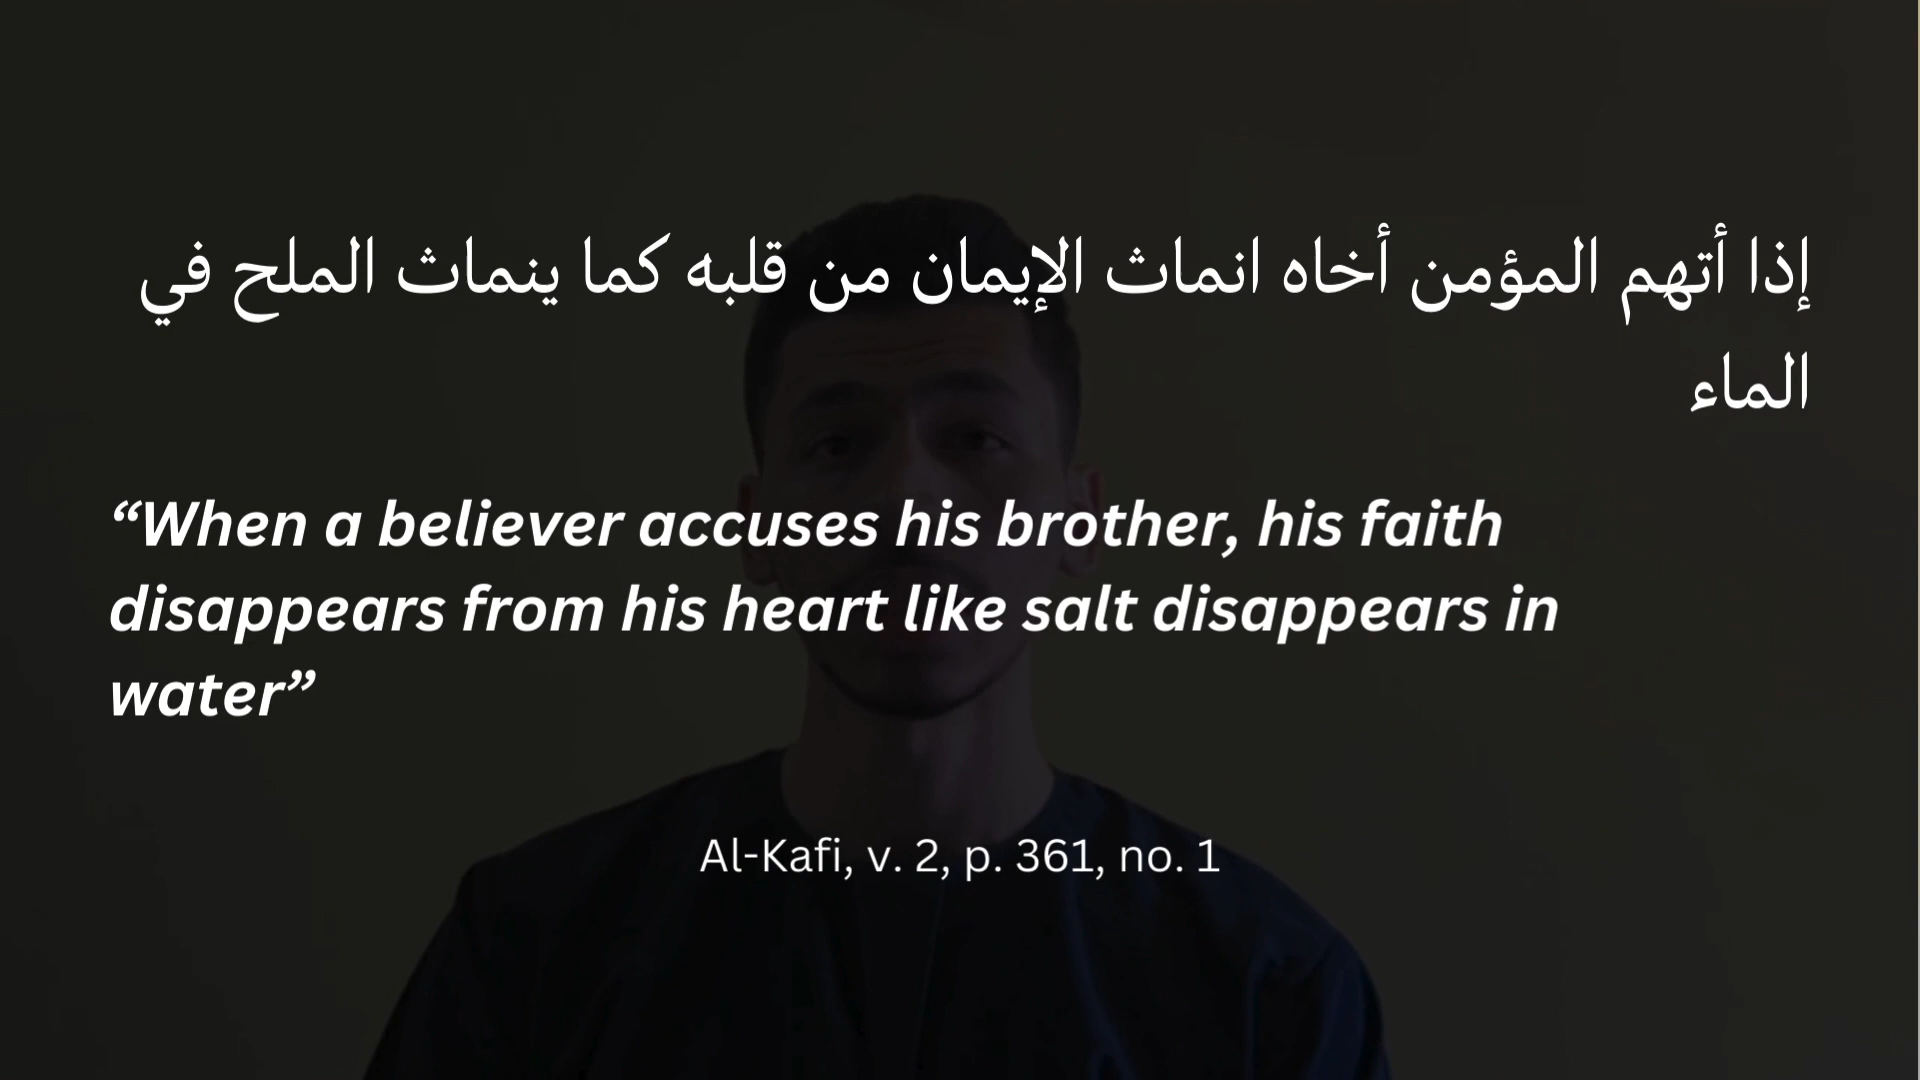 إذا أتهم المؤمن أخاه انماث الإيمان من قلبه كما ينماث الملح في
الماء
“When a believer accuses his brother, his faith
disappears from his heart like salt disappears in
water”
Al-Kafi, v. 2, p. 361, no. 1